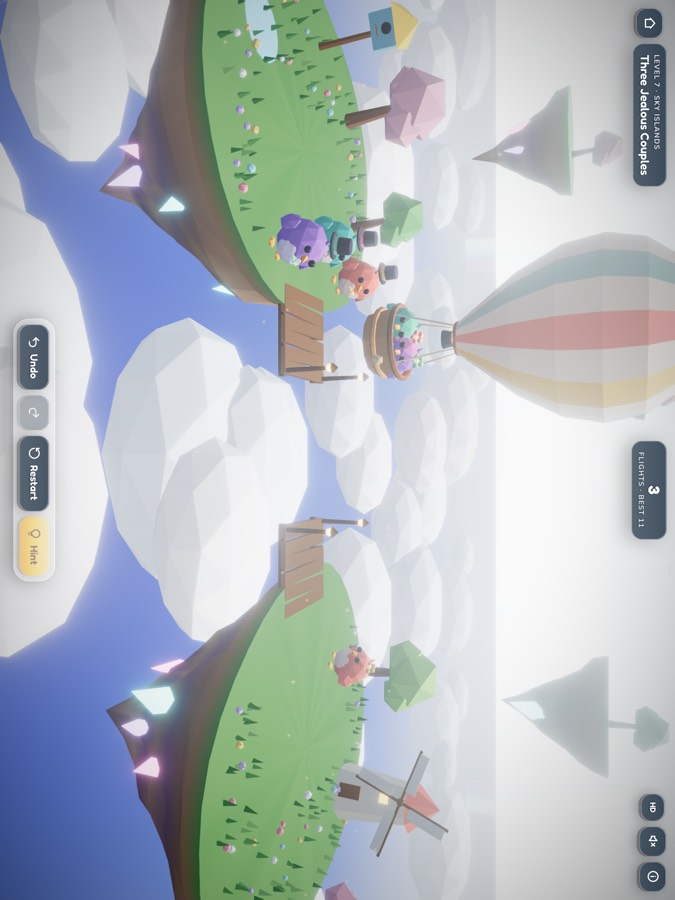 LEVEL 7 · SKY ISLANDS
Three Jealous Couples
3
FLIGHTS · BEST 11
HD
Undo
Restart
Hint